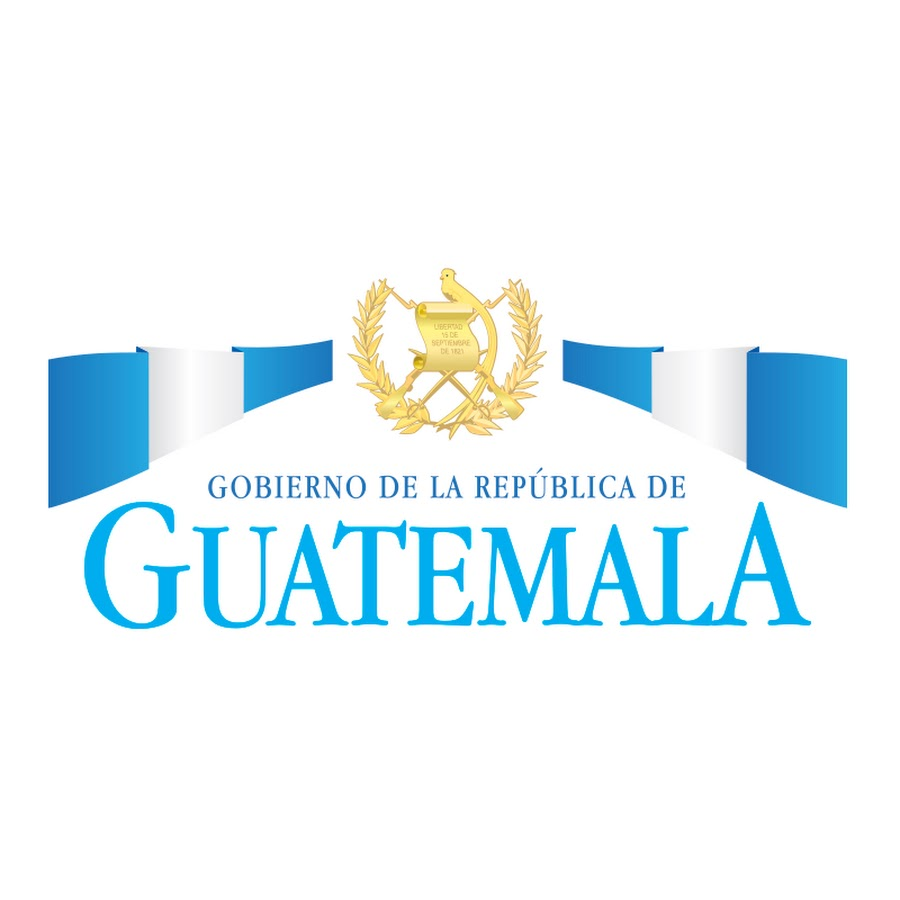 LIBERTAD
15 DE
SEPTIEMBRE
DE 1821
GOBIERNO DE LA REPÚBLICA DE
GUATEMALA